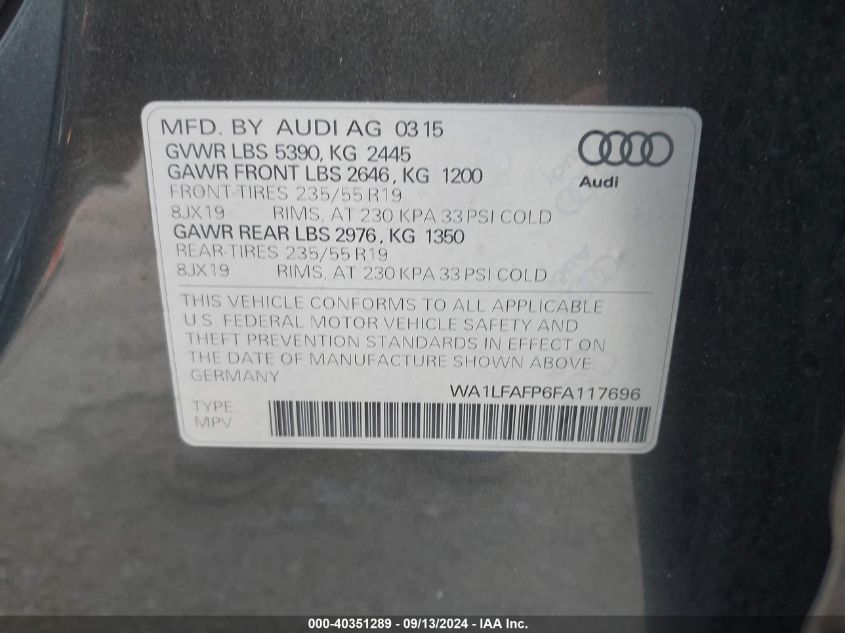 MFD. BY AUDI AG 0315
GVWR LBS 5390, KG 2445
GAWR FRONT LBS 2646, KG 1200
FRONT-TIRES 235/55 R19
8JX19 RIMS, AT 230 KPA 33 PSI COLD
GAWR REAR LBS 2976, KG 1350
REAR-TIRES 235/55 R19
8JX19 RIMS, AT 230 KPA 33 PSI COLD
Audi
THIS VEHICLE CONFORMS TO ALL APPLICABLE
U.S. FEDERAL MOTOR VEHICLE SAFETY AND
THEFT PREVENTION STANDARDS IN EFFECT ON
THE DATE OF MANUFACTURE SHOWN ABOVE
GERMANY
WA1LFAFP6FA117696
TYPE:
MPV
000-40351289 - 09/13/2024 - IAA Inc.